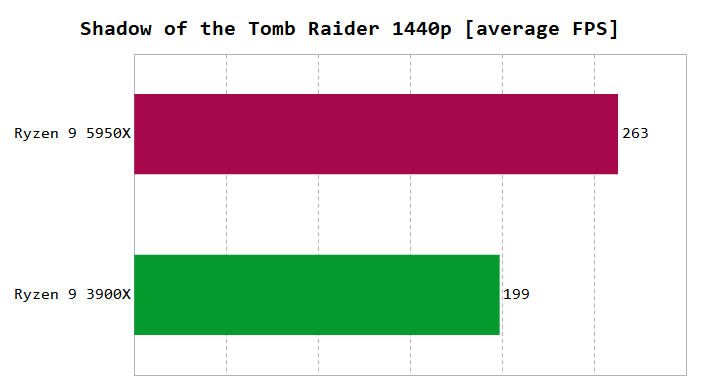 Shadow of the Tomb Raider 1440p [average FPS]
Ryzen 9 5950X 263
Ryzen 9 3900X 199